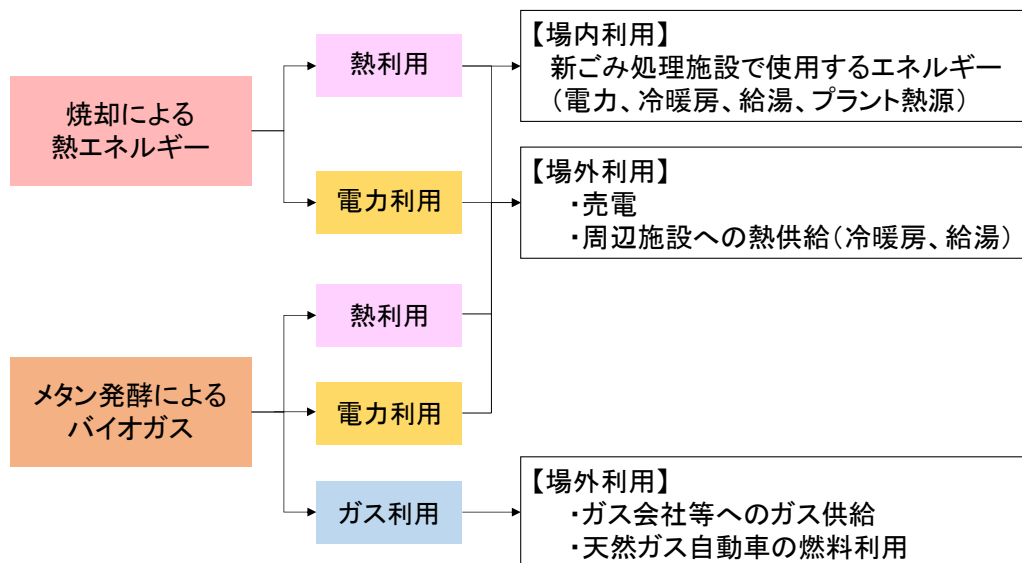 焼却による
熱エネルギー
熱利用
電力利用
【場内利用】
新ごみ処理施設で使用するエネルギー
（電力、冷暖房、給湯、プラント熱源）
【場外利用】
・売電
・周辺施設への熱供給（冷暖房、給湯）
メタン発酵による
バイオガス
熱利用
電力利用
ガス利用
【場外利用】
・ガス会社等へのガス供給
・天然ガス自動車の燃料利用